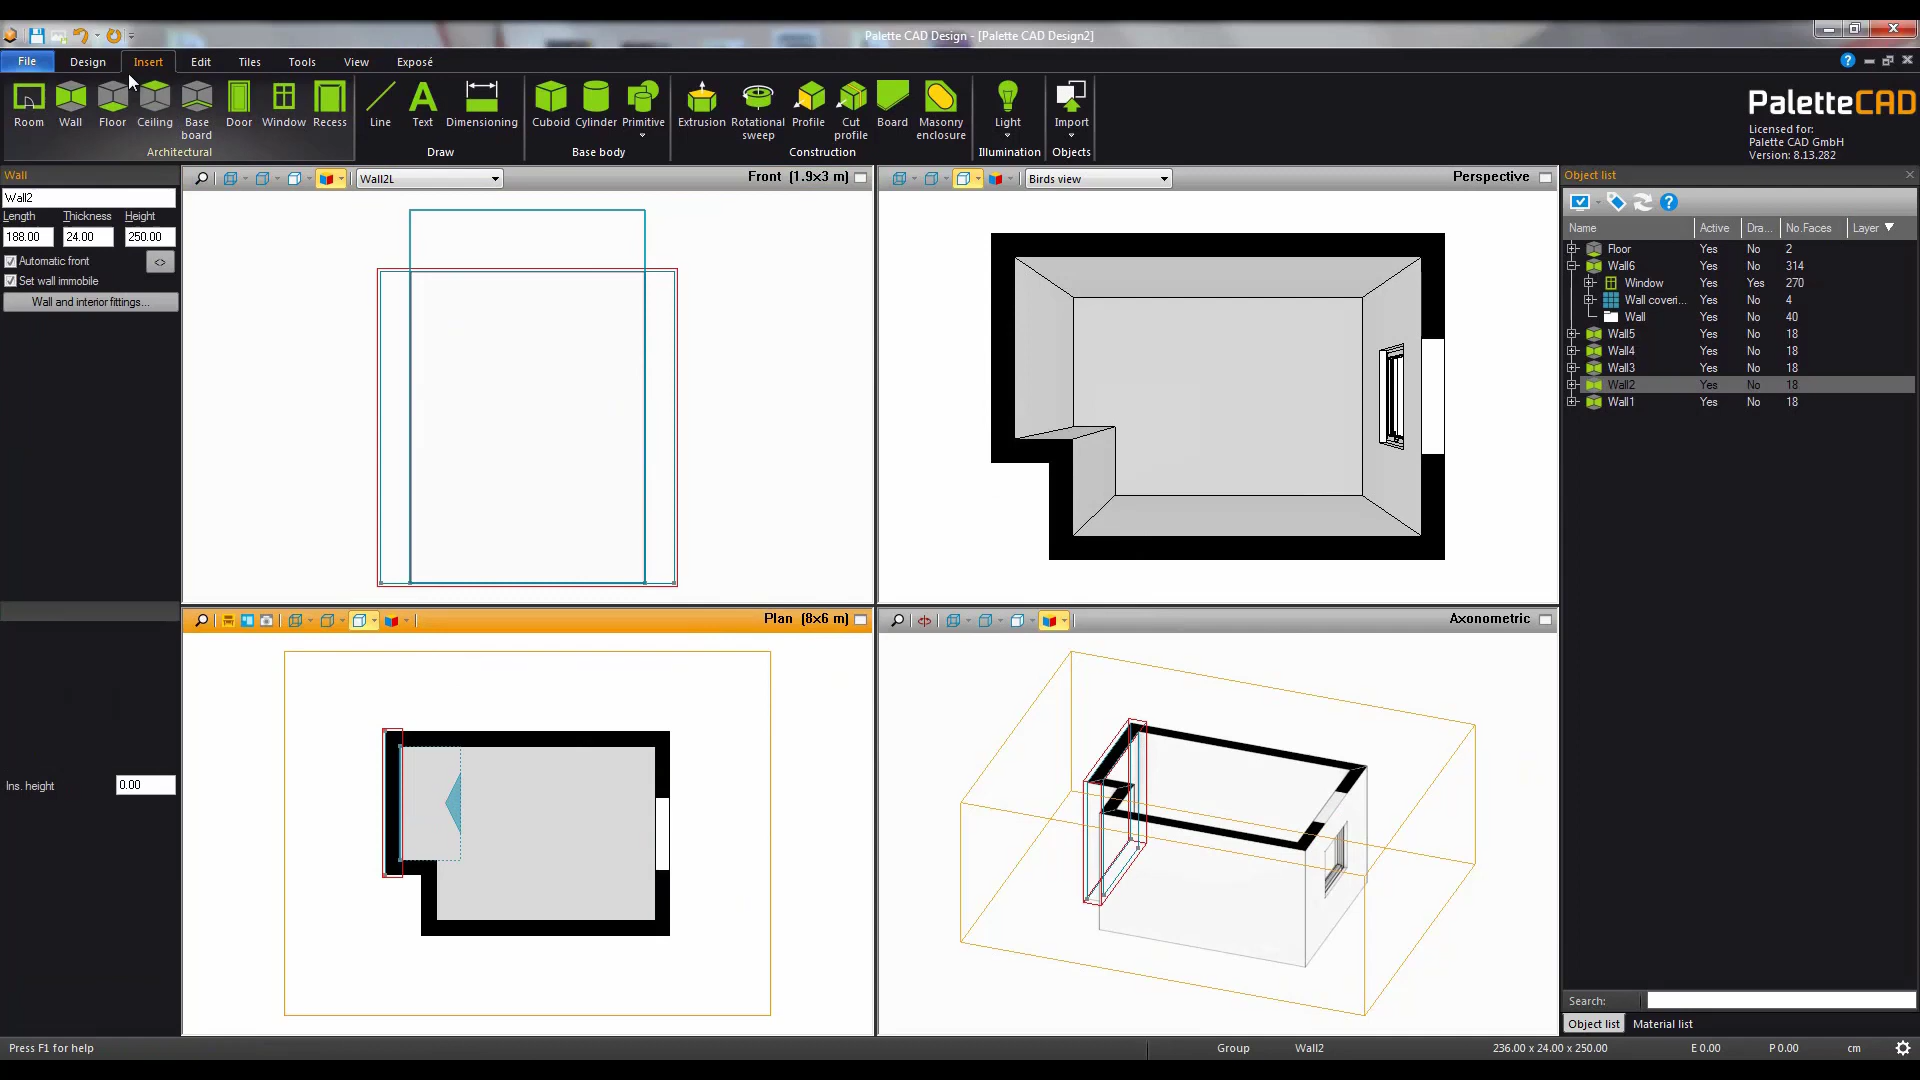 Palette CAD Design - [Palette CAD Design2]
File Design Insert Edit Tiles Tools View Exposé
Room Wall Floor Ceiling Base board Door Window Recess
Architectural
Line Text Dimensioning
Draw
Cuboid Cylinder Primitive
Base body
Extrusion Rotational sweep Profile Cut profile Board Masonry enclosure
Construction
Light
Illumination
Import
Objects
PaletteCAD
Licensed for:
Palette CAD GmbH
Version: 8.13.282
Wall
Wall2
Length Thickness Height
188.00 24.00 250.00
Automatic front <>
Set wall immobile
Wall and interior fittings...
Ins. height 0.00
Wall2L Front (1.9x3 m)
Birds view Perspective
Plan (8x6 m)
Axonometric
Object list
Name Active Dra... No.Faces Layer
Floor Yes No 2
Wall6 Yes No 314
Window Yes Yes 270
Wall coveri... Yes No 4
Wall Yes No 40
Wall5 Yes No 18
Wall4 Yes No 18
Wall3 Yes No 18
Wall2 Yes No 18
Wall1 Yes No 18
Search:
Object list Material list
Press F1 for help Group Wall2 236.00 x 24.00 x 250.00 E 0.00 P 0.00 cm